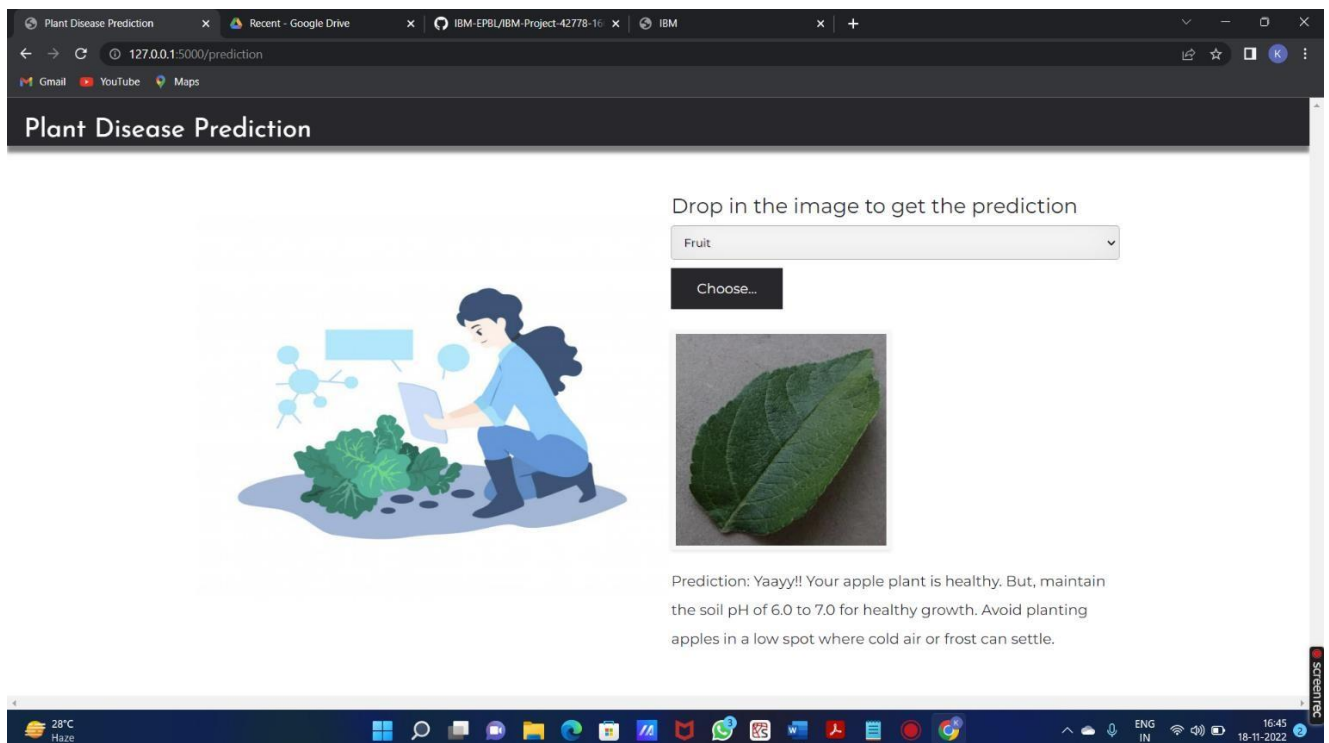 Plant Disease Prediction
Recent - Google Drive
IBM-EPBL/IBM-Project-42778-16
IBM
127.0.0.1:5000/prediction
K
Gmail
YouTube
Maps
Plant Disease Prediction
Drop in the image to get the prediction
Fruit
Choose...
Prediction: Yaayy!! Your apple plant is healthy. But, maintain
the soil pH of 6.0 to 7.0 for healthy growth. Avoid planting
apples in a low spot where cold air or frost can settle.
screenrec
28°C
Haze
3
ENG
IN
16:45
18-11-2022
2